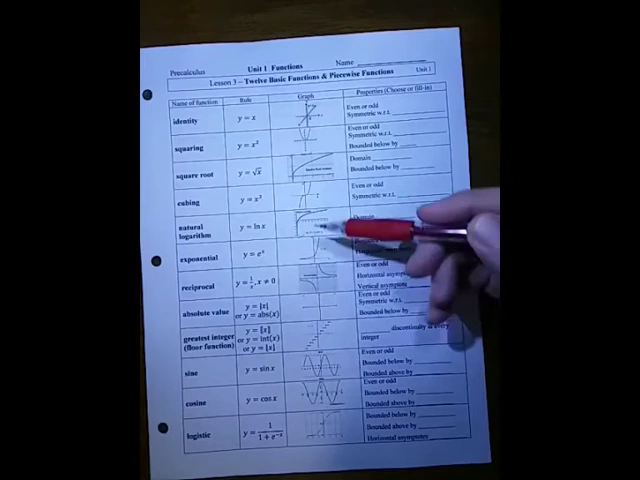 Precalculus Unit 1 Functions Name
Lesson 3 – Twelve Basic Functions & Piecewise Functions Unit 1
Name of function Rule Graph Properties (Choose or fill-in)
identity y = x Even or odd
Symmetric w.r.t.
squaring y = x² Even or odd
Symmetric w.r.t.
Bounded below by
square root y = √x Domain
Bounded below by
cubing y = x³ Even or odd
Symmetric w.r.t.
natural logarithm y = ln x Domain
exponential y = eˣ
reciprocal y = 1/x, x ≠ 0 Even or odd
Horizontal asymptote
Vertical asymptote
absolute value y = |x|
or y = abs(x) Even or odd
Symmetric w.r.t.
Bounded below by
greatest integer
(floor function) y = [x]
or y = int(x)
or y = ⌊x⌋ discontinuity at every
integer
sine y = sin x Even or odd
Bounded below by
Bounded above by
cosine y = cos x Even or odd
Bounded below by
Bounded above by
logistic y = 1/(1 + e⁻ˣ) Bounded below by
Bounded above by
Horizontal asymptotes